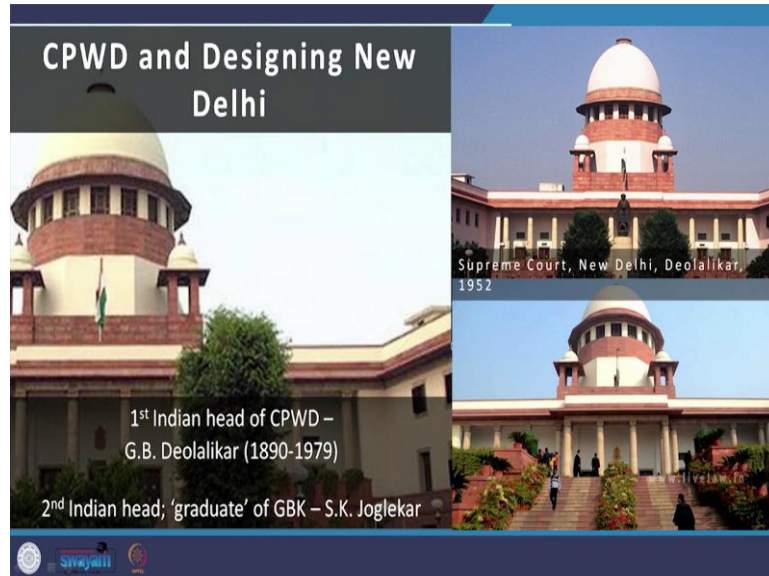 CPWD and Designing New
Delhi
1st Indian head of CPWD –
G.B. Deolalikar (1890-1979)
2nd Indian head; ‘graduate’ of GBK – S.K. Joglekar
Supreme Court, New Delhi, Deolalikar,
1952
www.livelaw.in
swayam